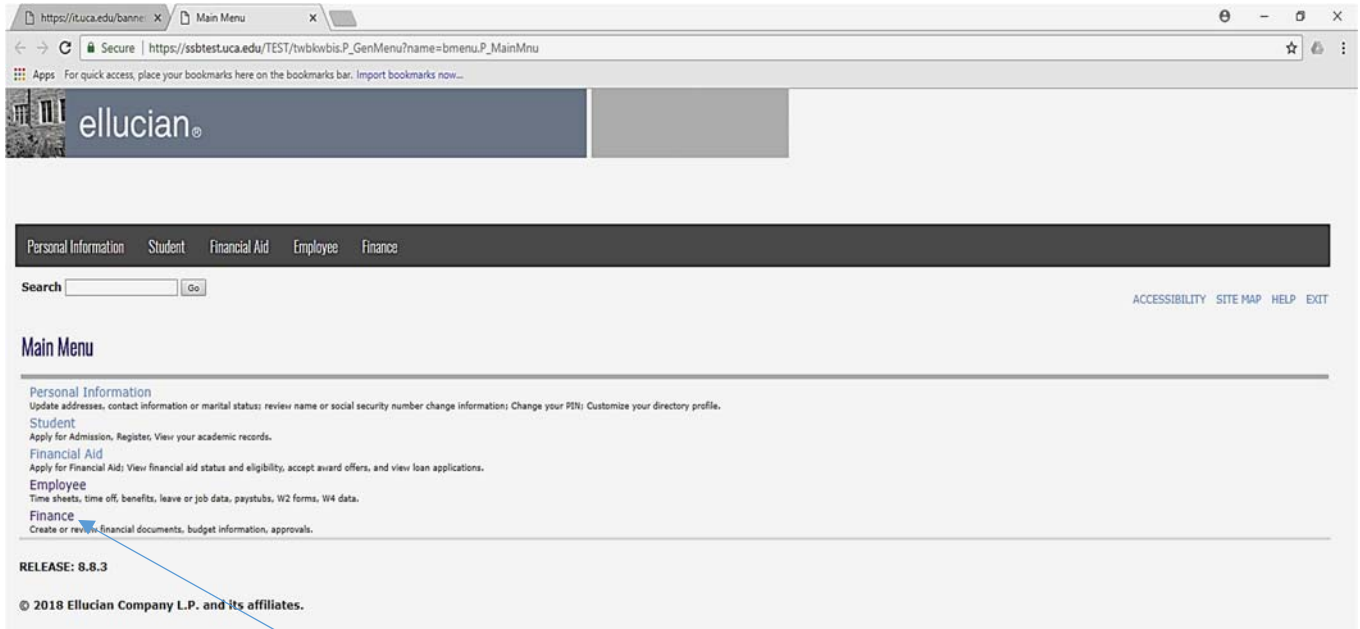 https://it.uca.edu/banne
Main Menu
Secure | https://ssbtest.uca.edu/TEST/twbkwbis.P_GenMenu?name=bmenu.P_MainMnu
Apps For quick access, place your bookmarks here on the bookmarks bar. Import bookmarks now...
ellucian®
Personal Information Student Financial Aid Employee Finance
Search Go
ACCESSIBILITY SITE MAP HELP EXIT
Main Menu
Personal Information
Update addresses, contact information or marital status; review name or social security number change information; Change your PIN; Customize your directory profile.
Student
Apply for Admission, Register, View your academic records.
Financial Aid
Apply for Financial Aid; View financial aid status and eligibility, accept award offers, and view loan applications.
Employee
Time sheets, time off, benefits, leave or job data, paystubs, W2 forms, W4 data.
Finance
Create or review financial documents, budget information, approvals.
RELEASE: 8.8.3
© 2018 Ellucian Company L.P. and its affiliates.